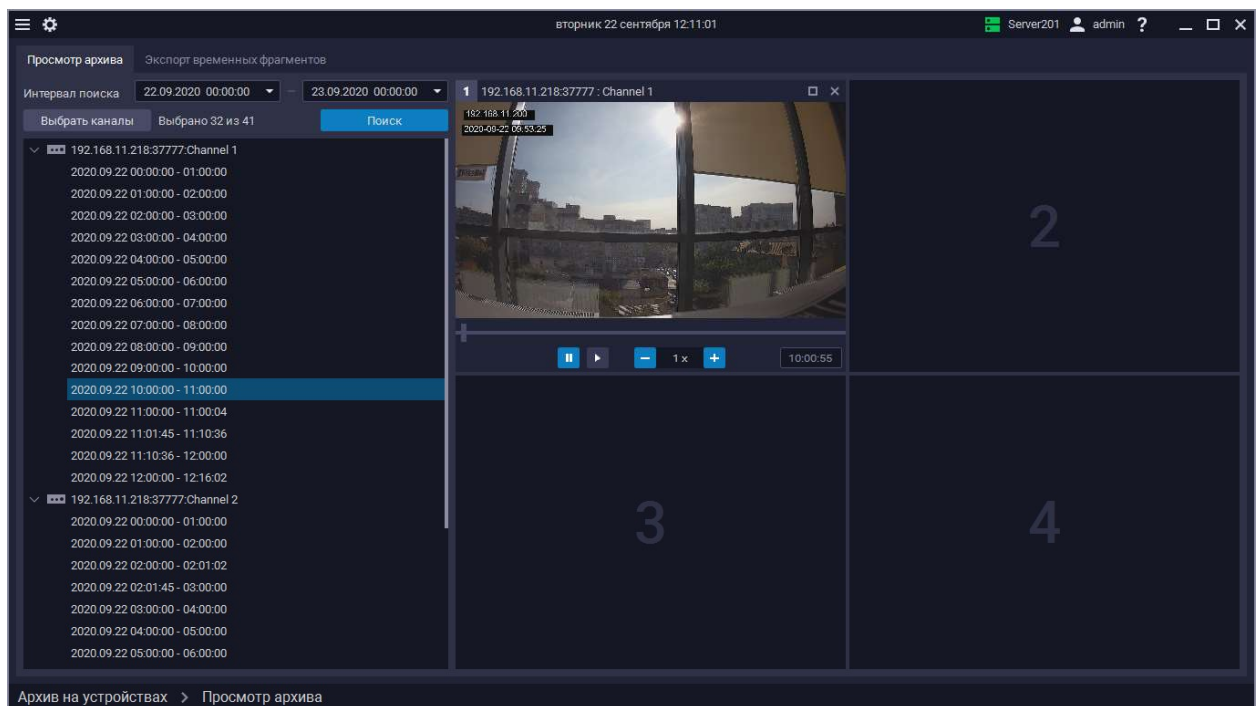 вторник 22 сентября 12:11:01
Server201 admin ?
Просмотр архива Экспорт временных фрагментов
Интервал поиска 22.09.2020 00:00:00 – 23.09.2020 00:00:00
Выбрать каналы Выбрано 32 из 41 Поиск
192.168.11.218:37777:Channel 1
2020.09.22 00:00:00 - 01:00:00
2020.09.22 01:00:00 - 02:00:00
2020.09.22 02:00:00 - 03:00:00
2020.09.22 03:00:00 - 04:00:00
2020.09.22 04:00:00 - 05:00:00
2020.09.22 05:00:00 - 06:00:00
2020.09.22 06:00:00 - 07:00:00
2020.09.22 07:00:00 - 08:00:00
2020.09.22 08:00:00 - 09:00:00
2020.09.22 09:00:00 - 10:00:00
2020.09.22 10:00:00 - 11:00:00
2020.09.22 11:00:00 - 11:00:04
2020.09.22 11:01:45 - 11:10:36
2020.09.22 11:10:36 - 12:00:00
2020.09.22 12:00:00 - 12:16:02
192.168.11.218:37777:Channel 2
2020.09.22 00:00:00 - 01:00:00
2020.09.22 01:00:00 - 02:00:00
2020.09.22 02:00:00 - 02:01:02
2020.09.22 02:01:45 - 03:00:00
2020.09.22 03:00:00 - 04:00:00
2020.09.22 04:00:00 - 05:00:00
2020.09.22 05:00:00 - 06:00:00
1 192.168.11.218:37777 : Channel 1
192.168.11.200
2020-09-22 09:53:25
1 x 10:00:55
2
3
4
Архив на устройствах > Просмотр архива